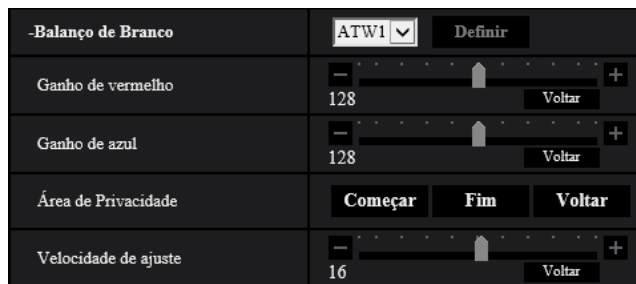 -Balanço de Branco ATW1 Definir
Ganho de vermelho
128 Voltar
Ganho de azul
128 Voltar
Área de Privacidade Começar Fim Voltar
Velocidade de ajuste
16 Voltar